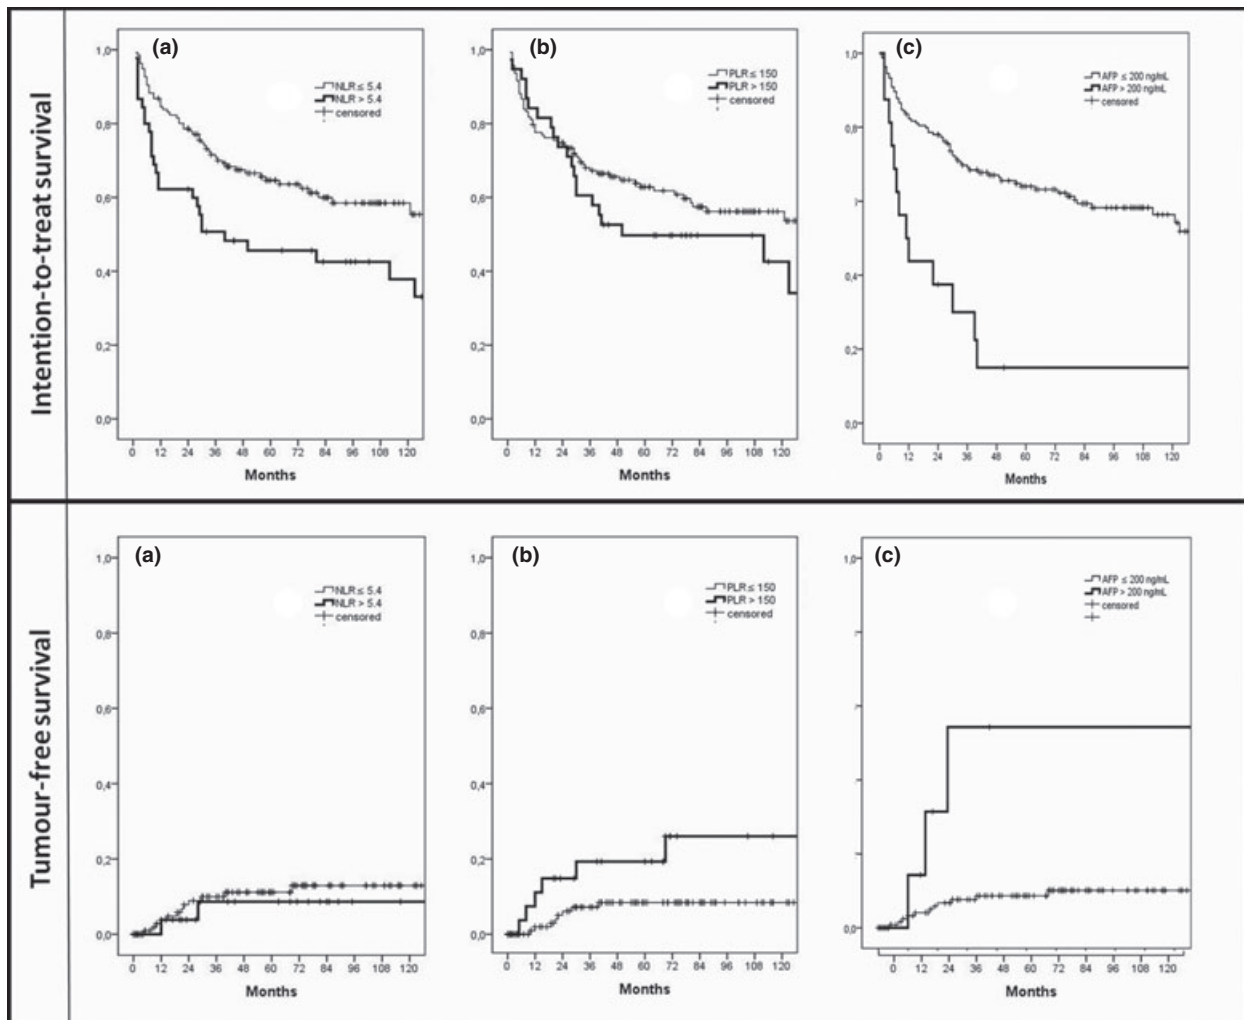 Intention-to-treat survival
(a)
NLR ≤ 5.4
NLR > 5.4
censored
1,0
0,8
0,6
0,4
0,2
0,0
0 12 24 36 48 60 72 84 96 108 120
Months
(b)
PLR ≤ 150
PLR > 150
censored
1,0
0,8
0,6
0,4
0,2
0,0
0 12 24 36 48 60 72 84 96 108 120
Months
(c)
AFP ≤ 200 ng/mL
AFP > 200 ng/mL
censored
1,0
0,8
0,4
0,2
0,0
0 12 24 36 48 60 72 84 96 108 120
Months
Tumour-free survival
(a)
NLR ≤ 5.4
NLR > 5.4
censored
1,0
0,8
0,6
0,4
0,2
0,0
0 12 24 36 48 60 72 84 96 108 120
Months
(b)
PLR ≤ 150
PLR > 150
censored
1,0
0,8
0,6
0,4
0,2
0,0
0 12 24 36 48 60 72 84 96 108 120
Months
(c)
AFP ≤ 200 ng/mL
AFP > 200 ng/mL
censored
1,0
0,0
0 12 24 36 48 60 72 84 96 108 120
Months